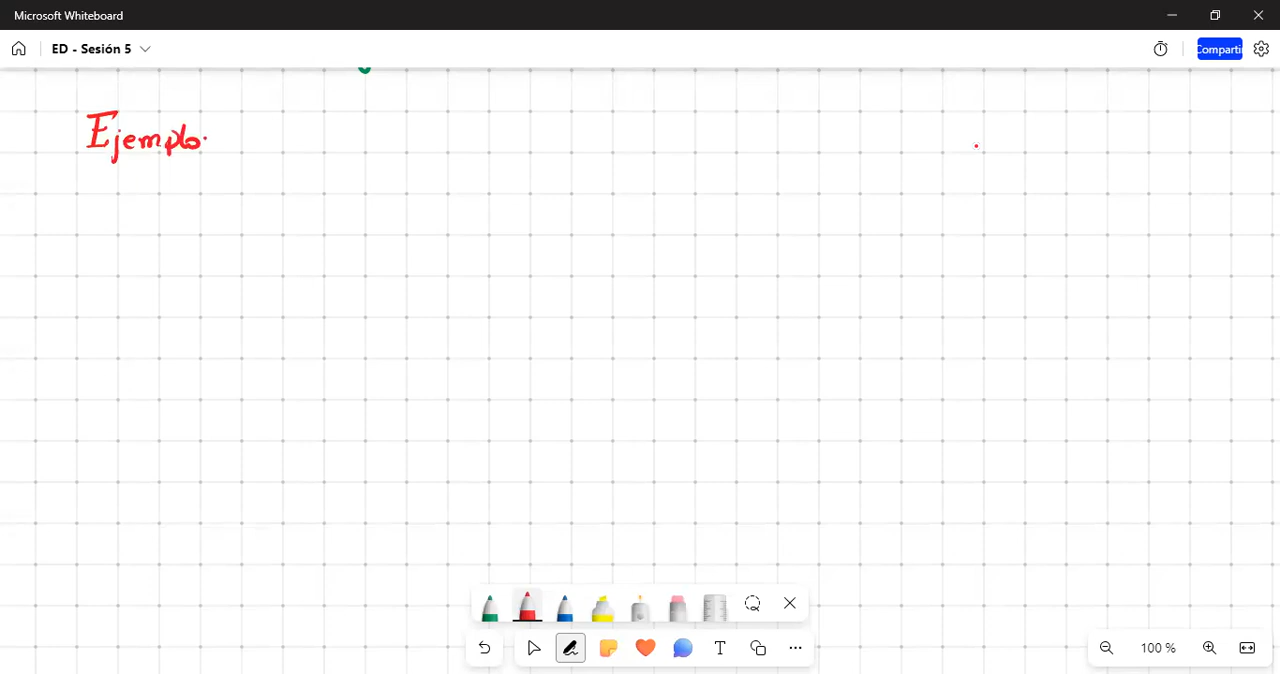 Microsoft Whiteboard
ED - Sesión 5
Comparti
Ejemplo.
100 %